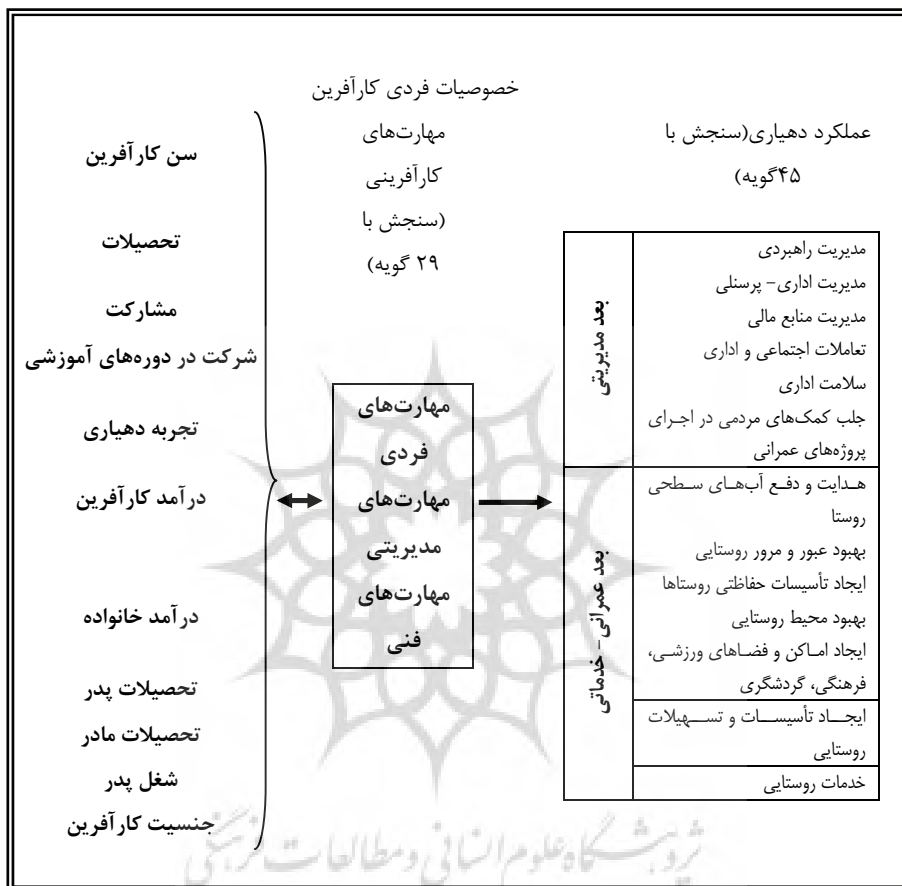 عملکرد دهیاری(سنجش با
۴۵گویه)
بعد مدیریتی
مدیریت راهبردی
مدیریت اداری– پرسنلی
مدیریت منابع مالی
تعاملات اجتماعی و اداری
سلامت اداری
جلب کمک‌های مردمی در اجرای
پروژه‌های عمرانی
بعد عمرانی - خدماتی
هدایت و دفع آب‌های سطحی
روستا
بهبود عبور و مرور روستایی
ایجاد تأسیسات حفاظتی روستاها
بهبود محیط روستایی
ایجاد اماکن و فضاهای ورزشی،
فرهنگی، گردشگری
ایجاد تأسیسات و تسهیلات
روستایی
خدمات روستایی
خصوصیات فردی کارآفرین
مهارت‌های
کارآفرینی
(سنجش با
۲۹ گویه)
مهارت‌های
فردی
مهارت‌های
مدیریتی
مهارت‌های
فنی
سن کارآفرین
تحصیلات
مشارکت
شرکت در دوره‌های آموزشی
تجربه دهیاری
درآمد کارآفرین
درآمد خانواده
تحصیلات پدر
تحصیلات مادر
شغل پدر
جنسیت کارآفرین
پژوهشگاه علوم انسانی و مطالعات فرهنگی